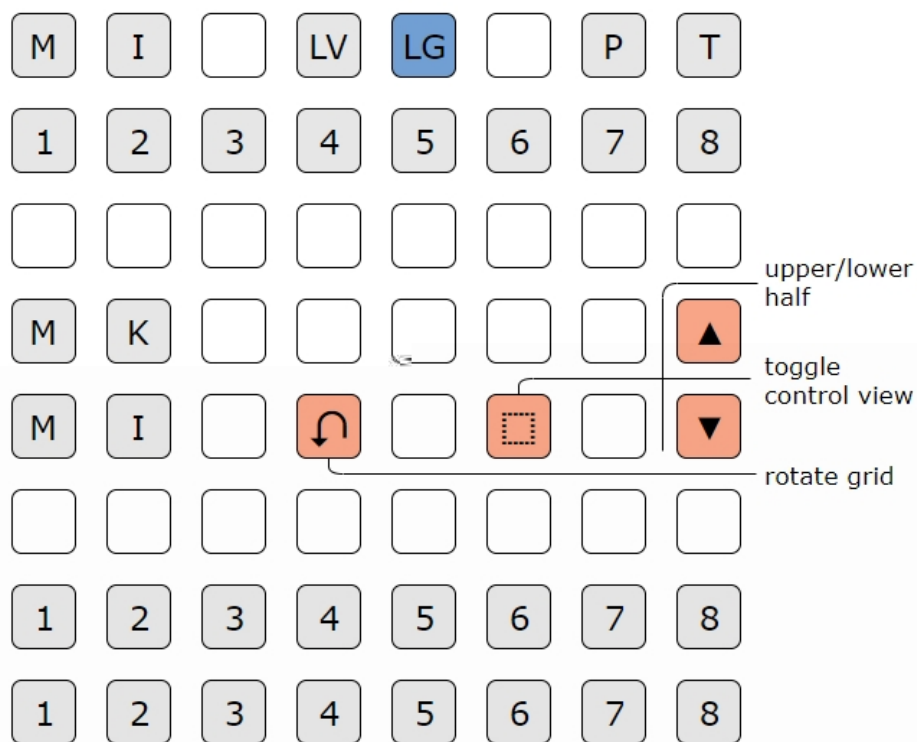 M I LV LG P T
1 2 3 4 5 6 7 8
upper/lower
half
M K ▲
toggle
control view
M I ▼
rotate grid
1 2 3 4 5 6 7 8
1 2 3 4 5 6 7 8